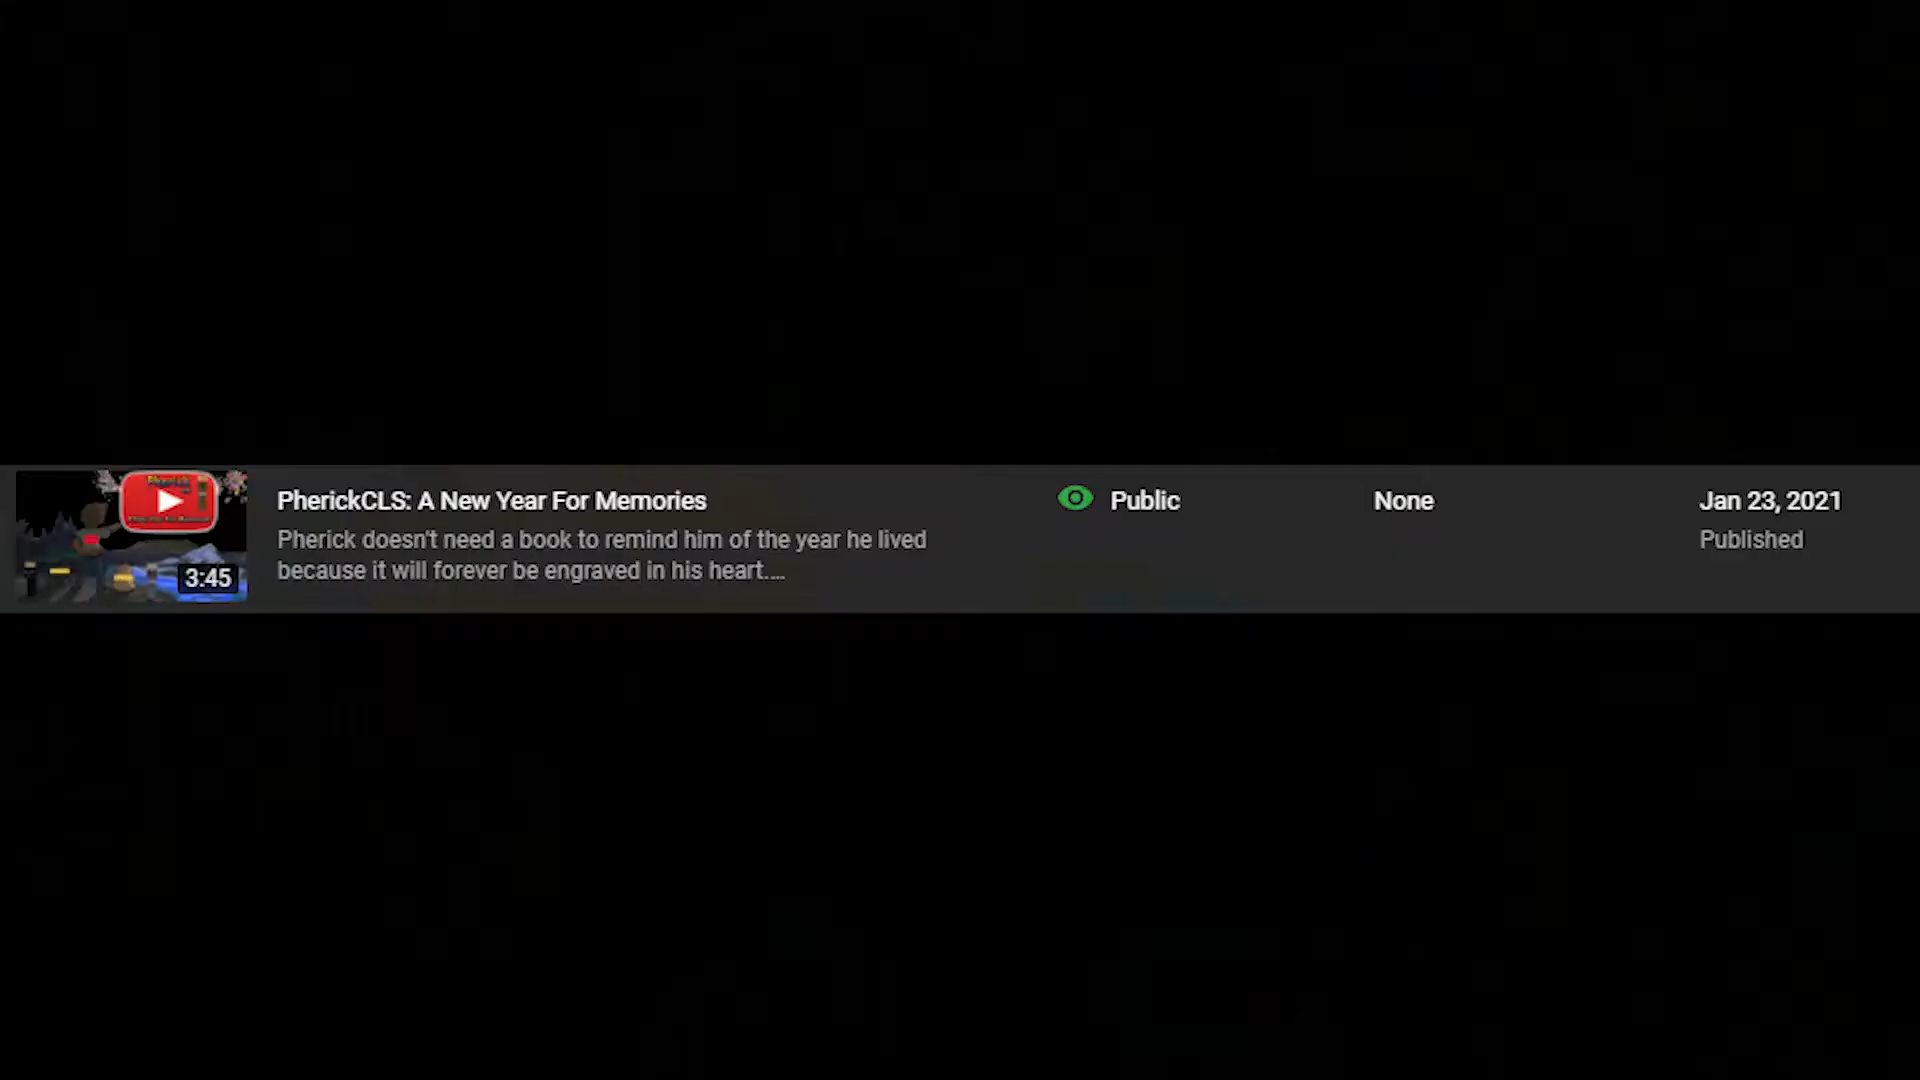 PherickCLS: A New Year For Memories
Public
None
Jan 23, 2021
Pherick doesn't need a book to remind him of the year he lived
because it will forever be engraved in his heart....
Published
3:45